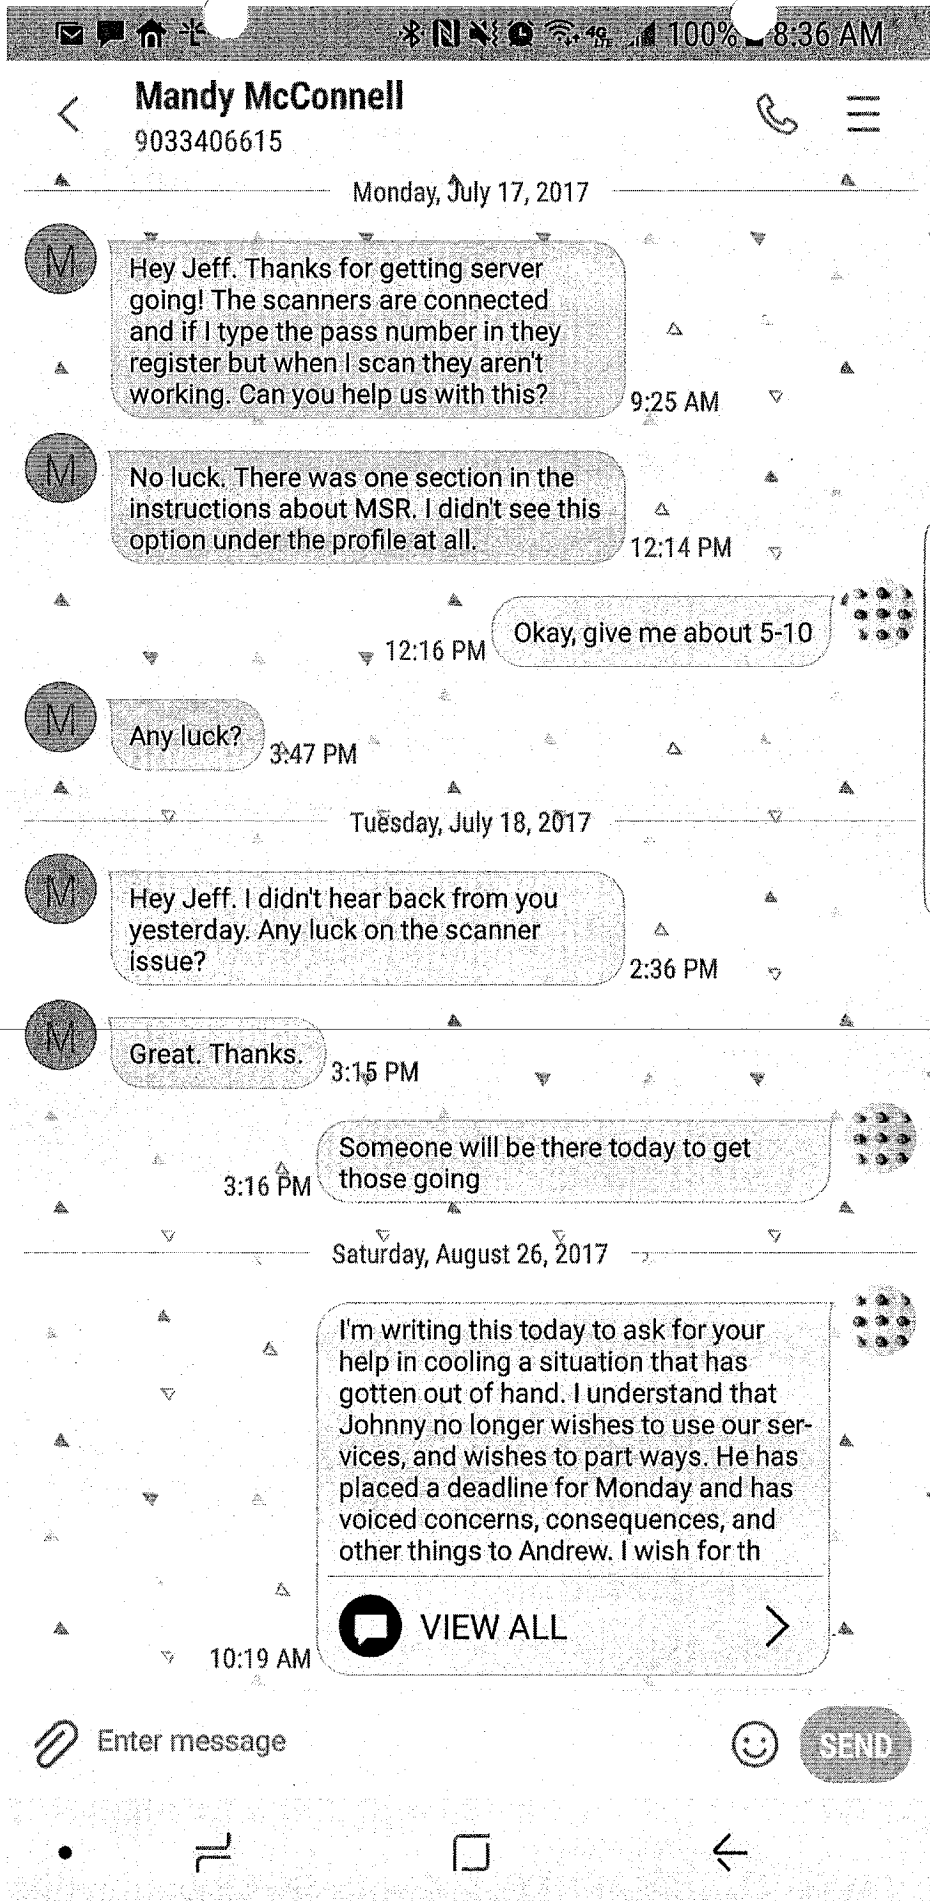 100% 8:36 AM
Mandy McConnell
9033406615
Monday, July 17, 2017
M
Hey Jeff. Thanks for getting server
going! The scanners are connected
and if I type the pass number in they
register but when I scan they aren't
working. Can you help us with this?
9:25 AM
M
No luck. There was one section in the
instructions about MSR. I didn't see this
option under the profile at all.
12:14 PM
Okay, give me about 5-10
12:16 PM
M
Any luck?
3:47 PM
Tuesday, July 18, 2017
M
Hey Jeff. I didn't hear back from you
yesterday. Any luck on the scanner
issue?
2:36 PM
M
Great. Thanks.
3:15 PM
Someone will be there today to get
those going
3:16 PM
Saturday, August 26, 2017
I'm writing this today to ask for your
help in cooling a situation that has
gotten out of hand. I understand that
Johnny no longer wishes to use our ser-
vices, and wishes to part ways. He has
placed a deadline for Monday and has
voiced concerns, consequences, and
other things to Andrew. I wish for th
VIEW ALL
10:19 AM
Enter message
SEND